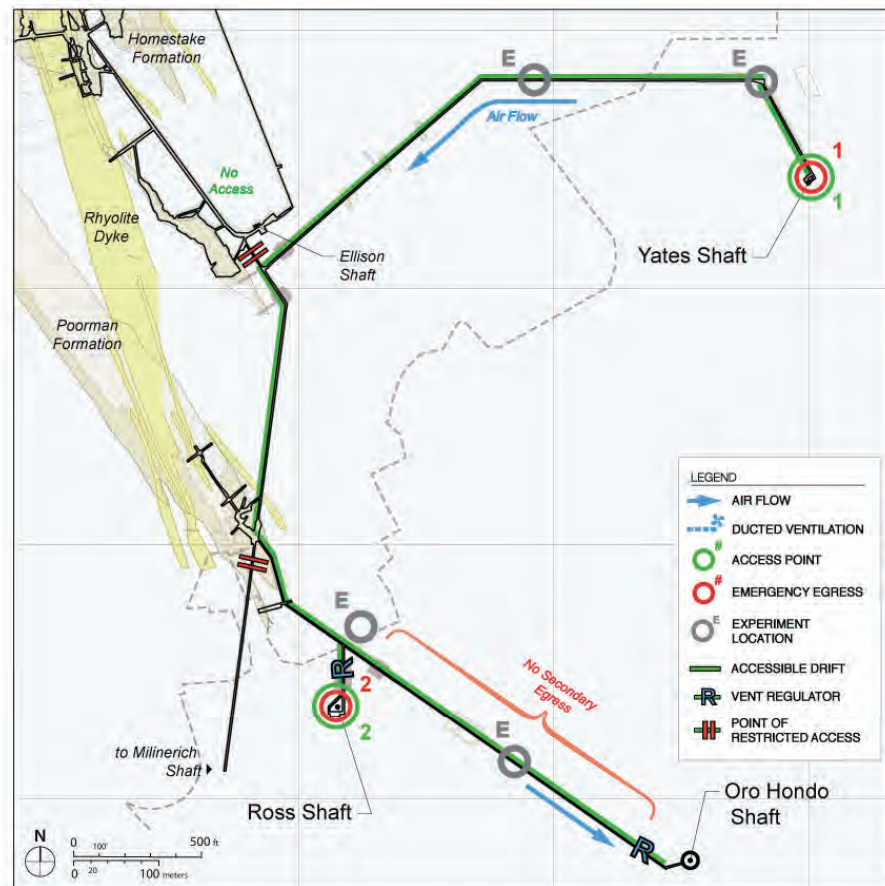 Homestake
Formation
E
E
Air Flow
1
No
Access
1
Rhyolite
Dyke
Ellison
Shaft
Yates Shaft
Poorman
Formation
LEGEND
AIR FLOW
DUCTED VENTILATION
# ACCESS POINT
# EMERGENCY EGRESS
E EXPERIMENT
LOCATION
ACCESSIBLE DRIFT
R VENT REGULATOR
POINT OF
RESTRICTED ACCESS
E
No Secondary
Egress
R
2
2
E
to Milinerich
Shaft
Ross Shaft
Oro Hondo
Shaft
R
N
0 100' 500 ft
0 20 100 meters